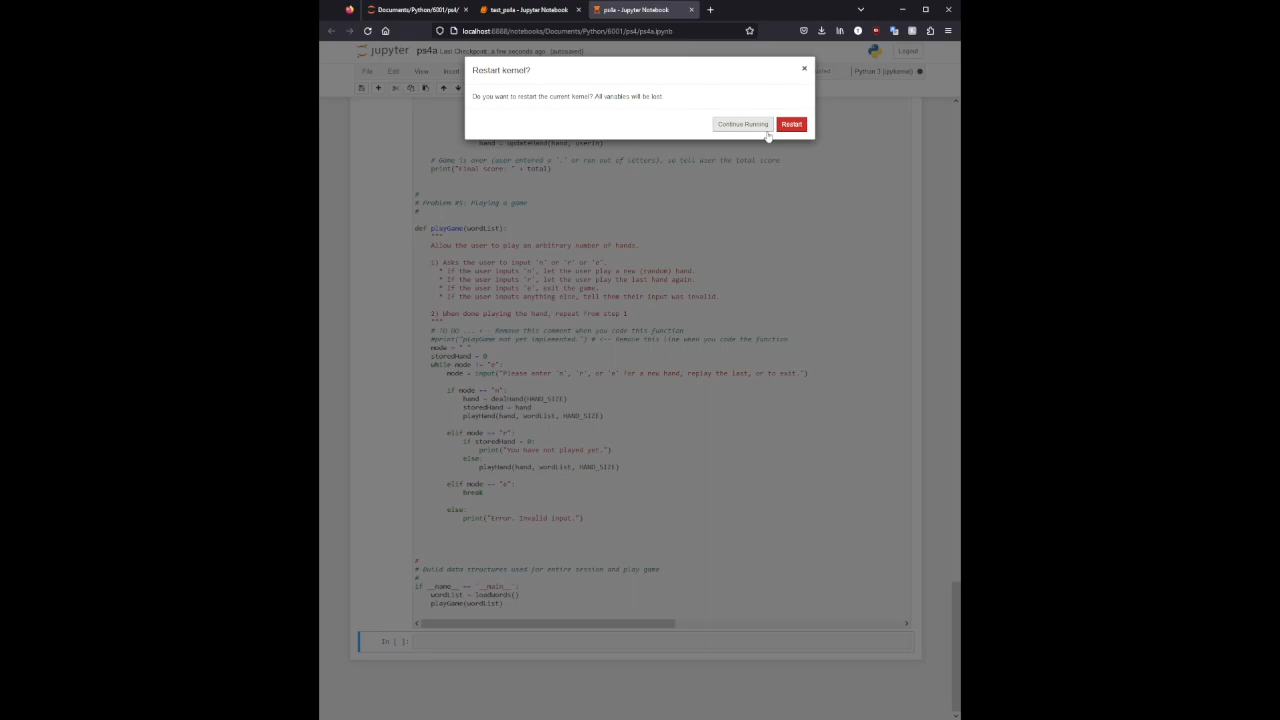 Documents/Python/6001/ps4/
test_ps4a - Jupyter Notebook
ps4a - Jupyter Notebook
localhost:8888/notebooks/Documents/Python/6001/ps4/ps4a.ipynb
jupyter ps4a Last Checkpoint: a few seconds ago (autosaved)
Logout
File Edit View Insert
Python 3 (ipykernel)
Restart kernel?
Do you want to restart the current kernel? All variables will be lost.
Continue Running
Restart
hand = updateHand(hand, userIn)
# Game is over (user entered a '.' or ran out of letters), so tell user the total score
print("Final score: " + total)
#
# Problem #5: Playing a game
#
def playGame(wordList):
"""
Allow the user to play an arbitrary number of hands.
1) Asks the user to input 'n' or 'r' or 'e'.
* If the user inputs 'n', let the user play a new (random) hand.
* If the user inputs 'r', let the user play the last hand again.
* If the user inputs 'e', exit the game.
* If the user inputs anything else, tell them their input was invalid.
2) When done playing the hand, repeat from step 1
"""
# TO DO ... <-- Remove this comment when you code this function
#print("playGame not yet implemented.") # <-- Remove this line when you code the function
mode = " "
storedHand = 0
while mode != "e":
mode = input("Please enter 'n', 'r', or 'e' for a new hand, replay the last, or to exit.")
if mode == "n":
hand = dealHand(HAND_SIZE)
storedHand = hand
playHand(hand, wordList, HAND_SIZE)
elif mode == "r":
if storedHand = 0:
print("You have not played yet.")
else:
playHand(hand, wordList, HAND_SIZE)
elif mode == "e":
break
else:
print("Error. Invalid input.")
#
# Build data structures used for entire session and play game
#
if __name__ == '__main__':
wordList = loadWords()
playGame(wordList)
In [ ]: